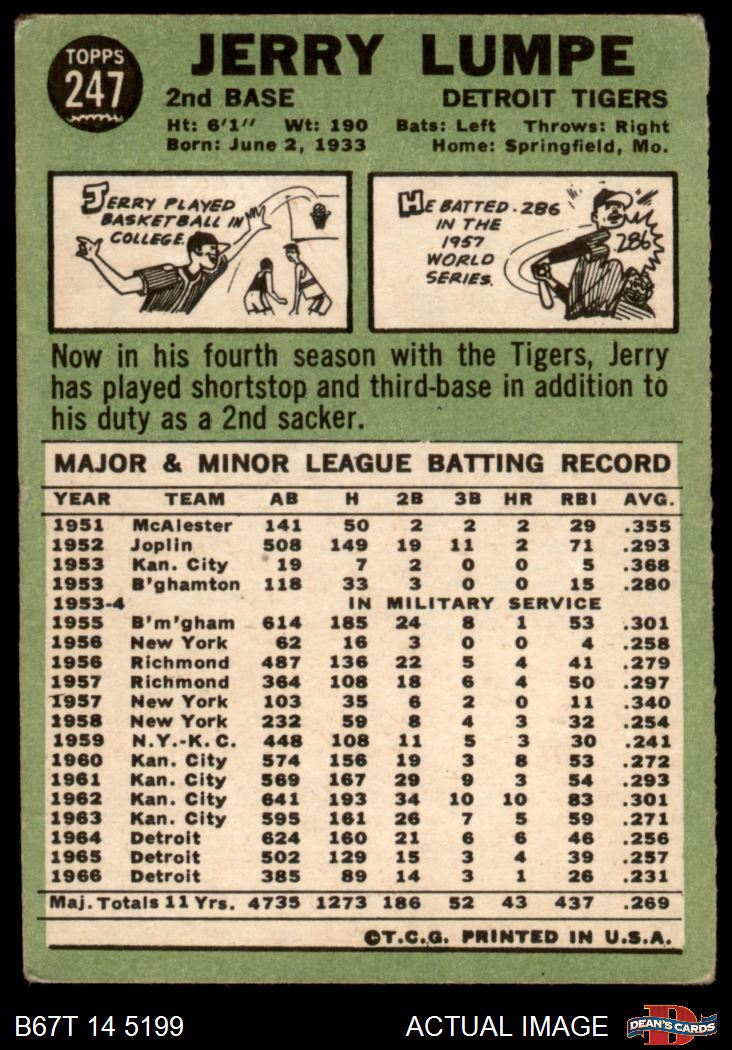 TOPPS
247
JERRY LUMPE
2nd BASE DETROIT TIGERS
Ht: 6'1" Wt: 190 Bats: Left Throws: Right
Born: June 2, 1933 Home: Springfield, Mo.
JERRY PLAYED
BASKETBALL IN
COLLEGE.
HE BATTED .286
IN THE
1957
WORLD
SERIES.
286
Now in his fourth season with the Tigers, Jerry
has played shortstop and third-base in addition to
his duty as a 2nd sacker.
MAJOR & MINOR LEAGUE BATTING RECORD
YEAR TEAM AB H 2B 3B HR RBI AVG.
1951 McAlester 141 50 2 2 2 29 .355
1952 Joplin 508 149 19 11 2 71 .293
1953 Kan. City 19 7 2 0 0 5 .368
1953 B'ghamton 118 33 3 0 0 15 .280
1953-4 IN MILITARY SERVICE
1955 B'm'gham 614 185 24 8 1 53 .301
1956 New York 62 16 3 0 0 4 .258
1956 Richmond 487 136 22 5 4 41 .279
1957 Richmond 364 108 18 6 4 50 .297
1957 New York 103 35 6 2 0 11 .340
1958 New York 232 59 8 4 3 32 .254
1959 N.Y.-K.C. 448 108 11 5 3 30 .241
1960 Kan. City 574 156 19 3 8 53 .272
1961 Kan. City 569 167 29 9 3 54 .293
1962 Kan. City 641 193 34 10 10 83 .301
1963 Kan. City 595 161 26 7 5 59 .271
1964 Detroit 624 160 21 6 6 46 .256
1965 Detroit 502 129 15 3 4 39 .257
1966 Detroit 385 89 14 3 1 26 .231
Maj. Totals 11 Yrs. 4735 1273 186 52 43 437 .269
©T.C.G. PRINTED IN U.S.A.
B67T 14 5199 ACTUAL IMAGE
D
DEAN'S CARDS